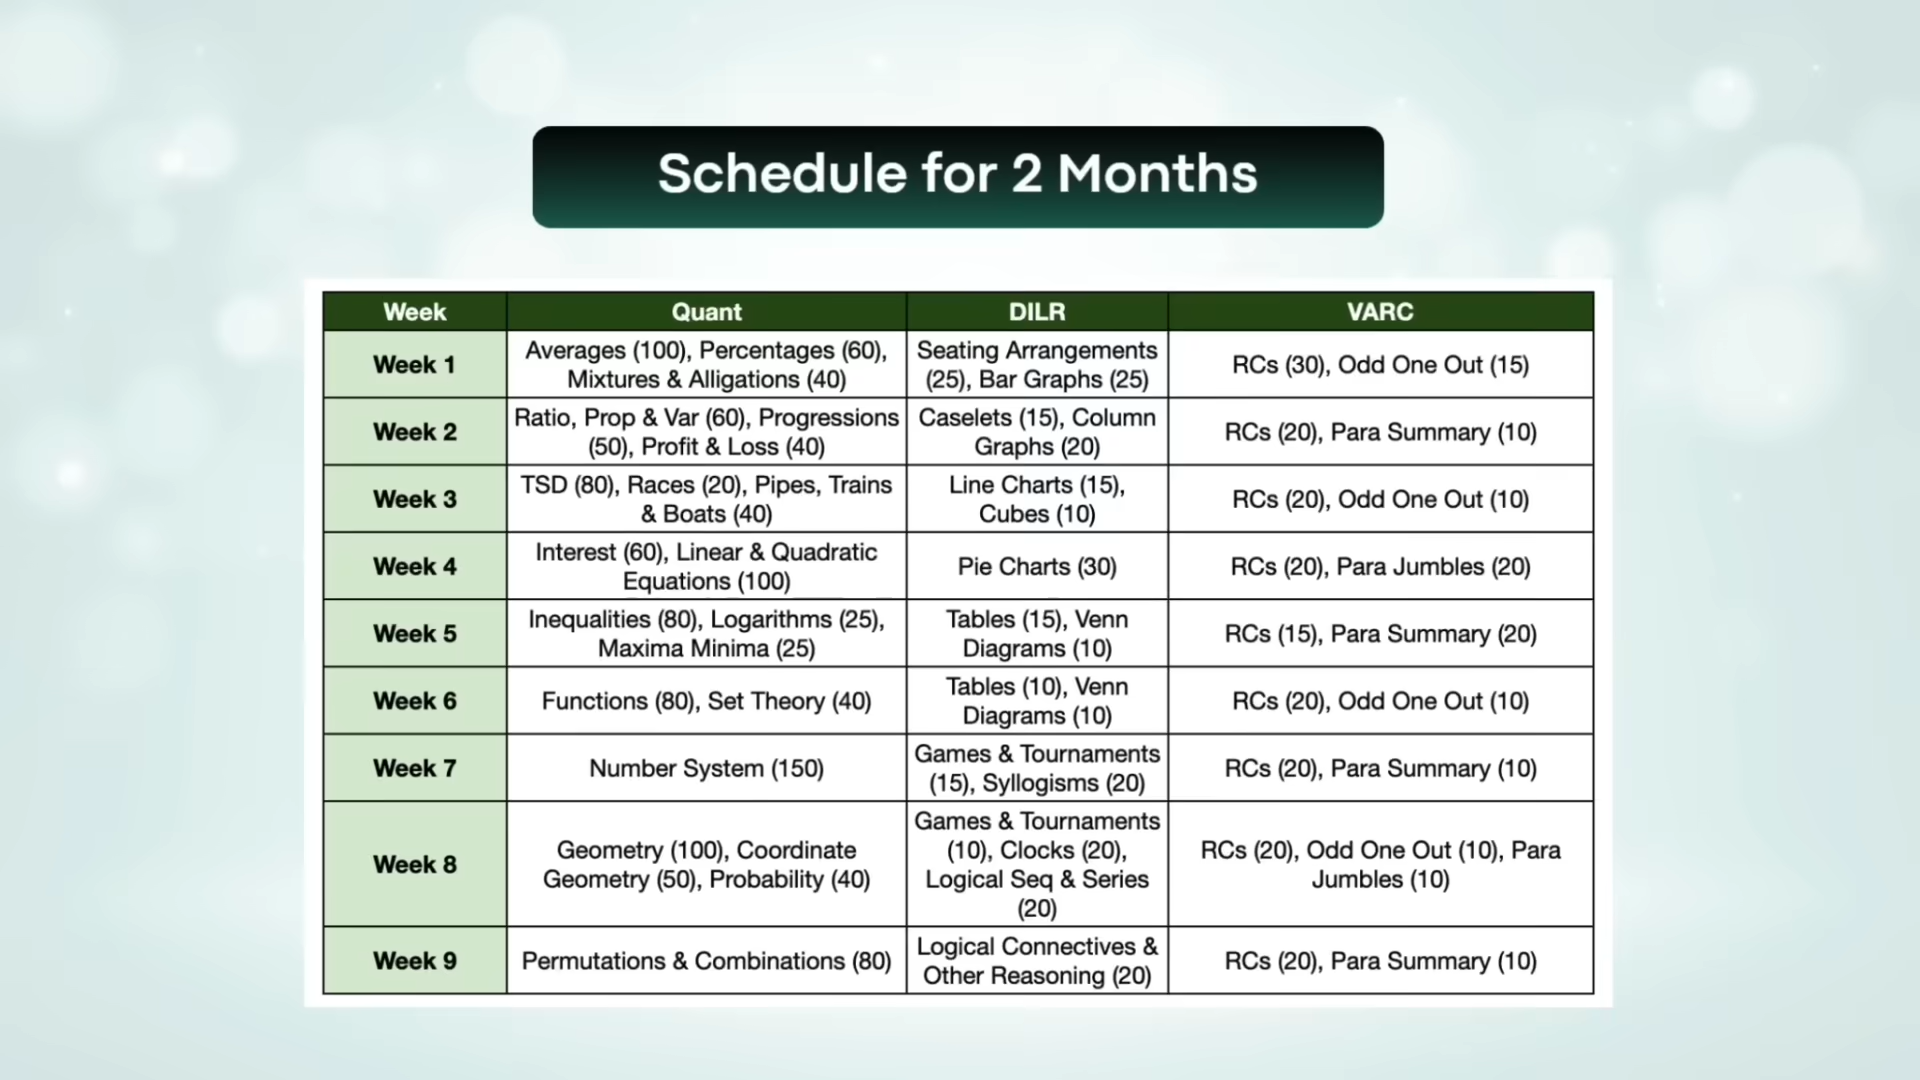 Schedule for 2 Months
Week Quant DILR VARC
Week 1
Averages (100), Percentages (60),
Mixtures & Alligations (40)
Seating Arrangements
(25), Bar Graphs (25)
RCs (30), Odd One Out (15)
Week 2
Ratio, Prop & Var (60), Progressions
(50), Profit & Loss (40)
Caselets (15), Column
Graphs (20)
RCs (20), Para Summary (10)
Week 3
TSD (80), Races (20), Pipes, Trains
& Boats (40)
Line Charts (15),
Cubes (10)
RCs (20), Odd One Out (10)
Week 4
Interest (60), Linear & Quadratic
Equations (100)
Pie Charts (30)
RCs (20), Para Jumbles (20)
Week 5
Inequalities (80), Logarithms (25),
Maxima Minima (25)
Tables (15), Venn
Diagrams (10)
RCs (15), Para Summary (20)
Week 6
Functions (80), Set Theory (40)
Tables (10), Venn
Diagrams (10)
RCs (20), Odd One Out (10)
Week 7
Number System (150)
Games & Tournaments
(15), Syllogisms (20)
RCs (20), Para Summary (10)
Week 8
Geometry (100), Coordinate
Geometry (50), Probability (40)
Games & Tournaments
(10), Clocks (20),
Logical Seq & Series
(20)
RCs (20), Odd One Out (10), Para
Jumbles (10)
Week 9
Permutations & Combinations (80)
Logical Connectives &
Other Reasoning (20)
RCs (20), Para Summary (10)